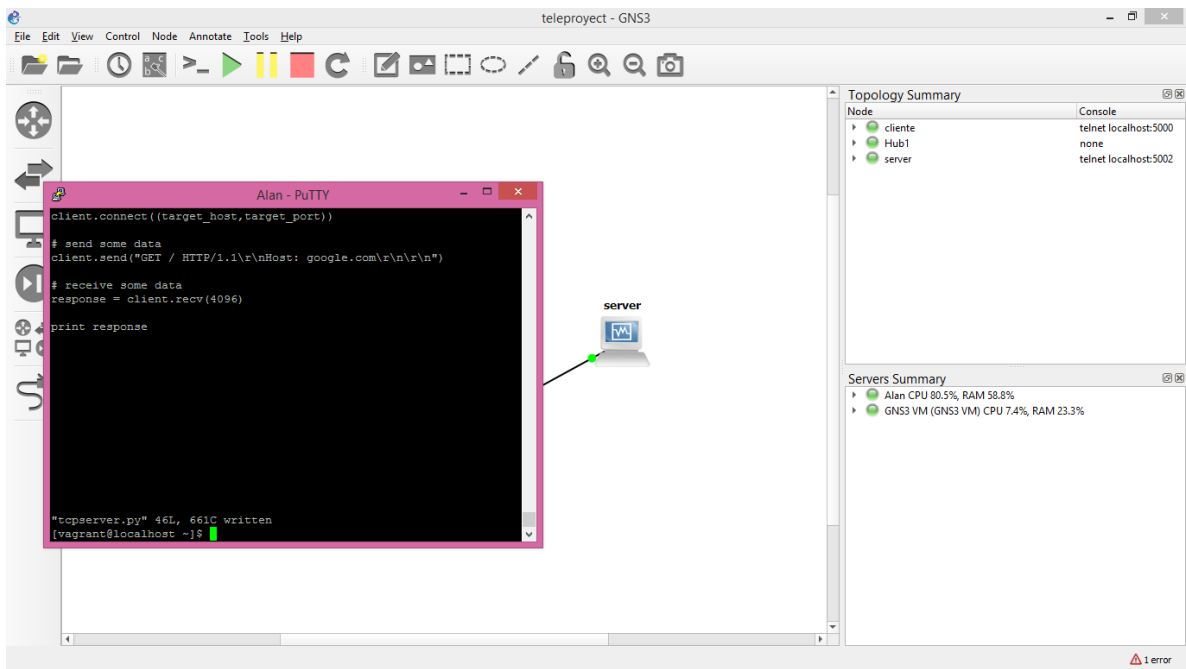 teleproyect - GNS3
File Edit View Control Node Annotate Tools Help
Alan - PuTTY
client.connect((target_host,target_port))
# send some data
client.send("GET / HTTP/1.1\r\nHost: google.com\r\n\r\n")
# receive some data
response = client.recv(4096)
print response
"tcpserver.py" 46L, 661C written
[vagrant@localhost ~]$
server
Topology Summary
Node Console
cliente telnet localhost:5000
Hub1 none
server telnet localhost:5002
Servers Summary
Alan CPU 80.5%, RAM 58.8%
GNS3 VM (GNS3 VM) CPU 7.4%, RAM 23.3%
1 error